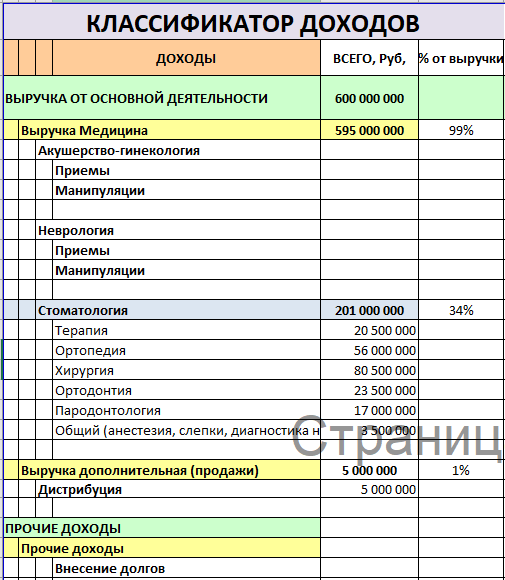 КЛАССИФИКАТОР ДОХОДОВ
ДОХОДЫ ВСЕГО, Руб, % от выручки
ВЫРУЧКА ОТ ОСНОВНОЙ ДЕЯТЕЛЬНОСТИ 600 000 000
Выручка Медицина 595 000 000 99%
Акушерство-гинекология
Приемы
Манипуляции
Неврология
Приемы
Манипуляции
Стоматология 201 000 000 34%
Терапия 20 500 000
Ортопедия 56 000 000
Хирургия 80 500 000
Ортодонтия 23 500 000
Пародонтология 17 000 000
Общий (анестезия, слепки, диагностика н 3 500 000
Страниц
Выручка дополнительная (продажи) 5 000 000 1%
Дистрибуция 5 000 000
ПРОЧИЕ ДОХОДЫ
Прочие доходы
Внесение долгов